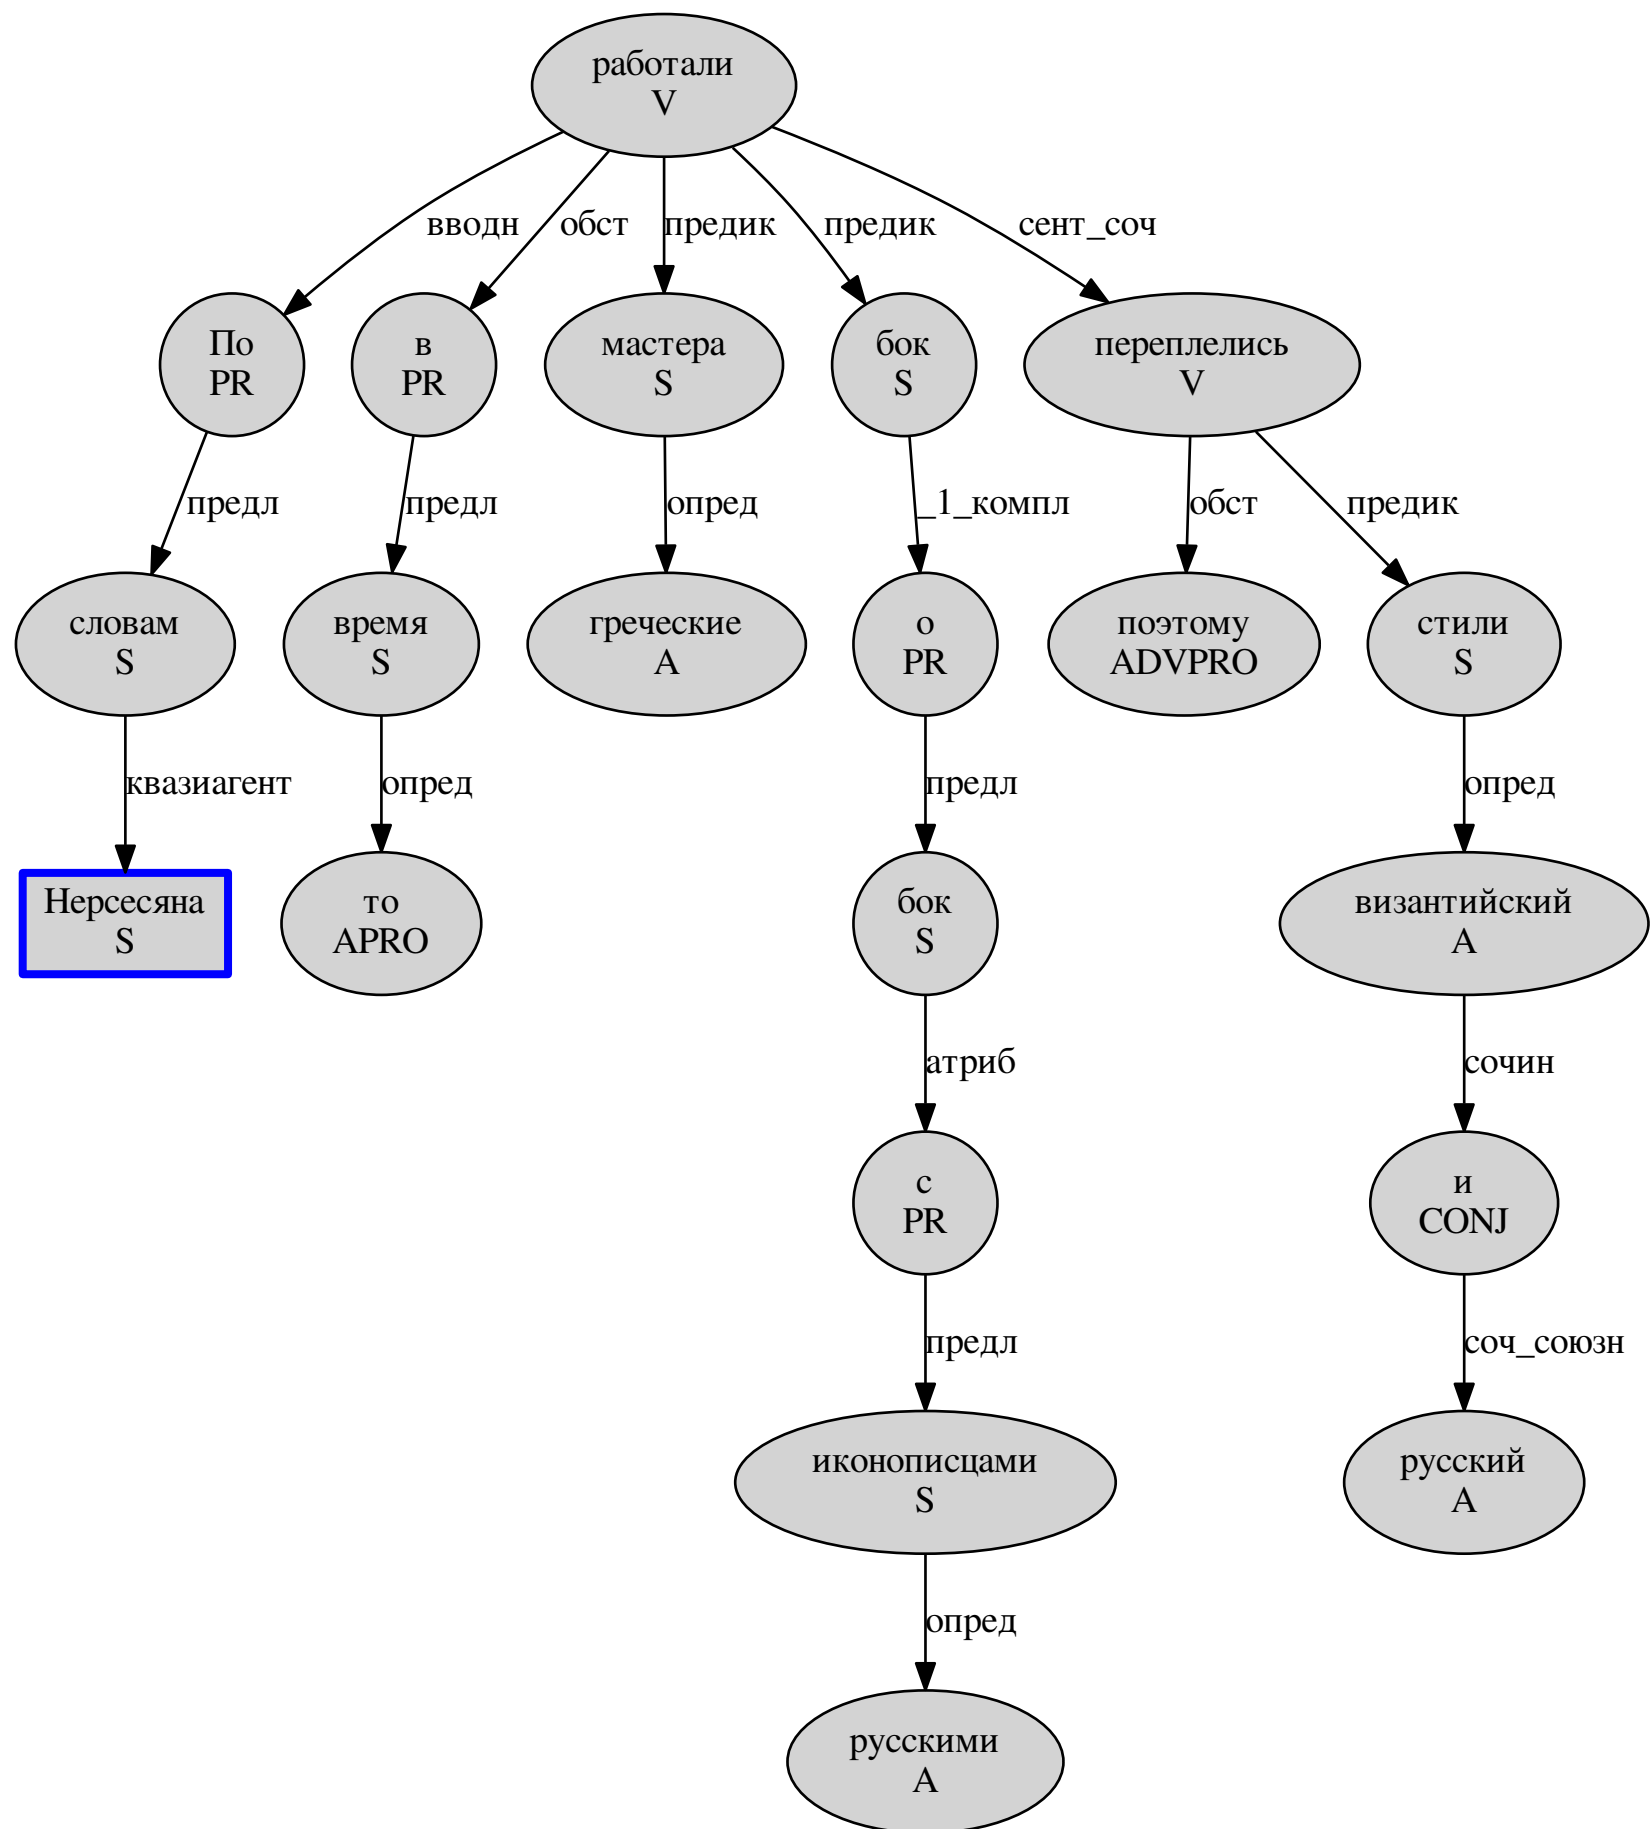 работали
V
вводн
обст
предик
предик
сент_соч
По
PR
в
PR
мастера
S
бок
S
переплелись
V
предл
предл
опред
_1_компл
обст
предик
словам
S
время
S
греческие
A
о
PR
поэтому
ADVPRO
стили
S
квазиагент
опред
предл
опред
Нерсесяна
S
то
APRO
бок
S
византийский
A
атриб
сочин
с
PR
и
CONJ
предл
соч_союзн
иконописцами
S
русский
A
опред
русскими
A